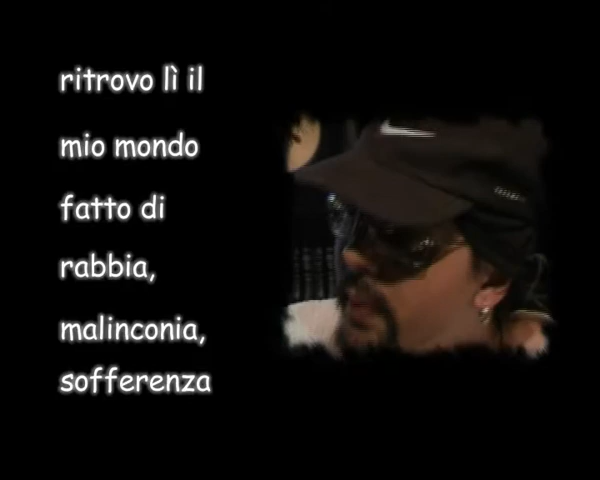 ritrovo lì il
mio mondo
fatto di
rabbia,
malinconia,
sofferenza